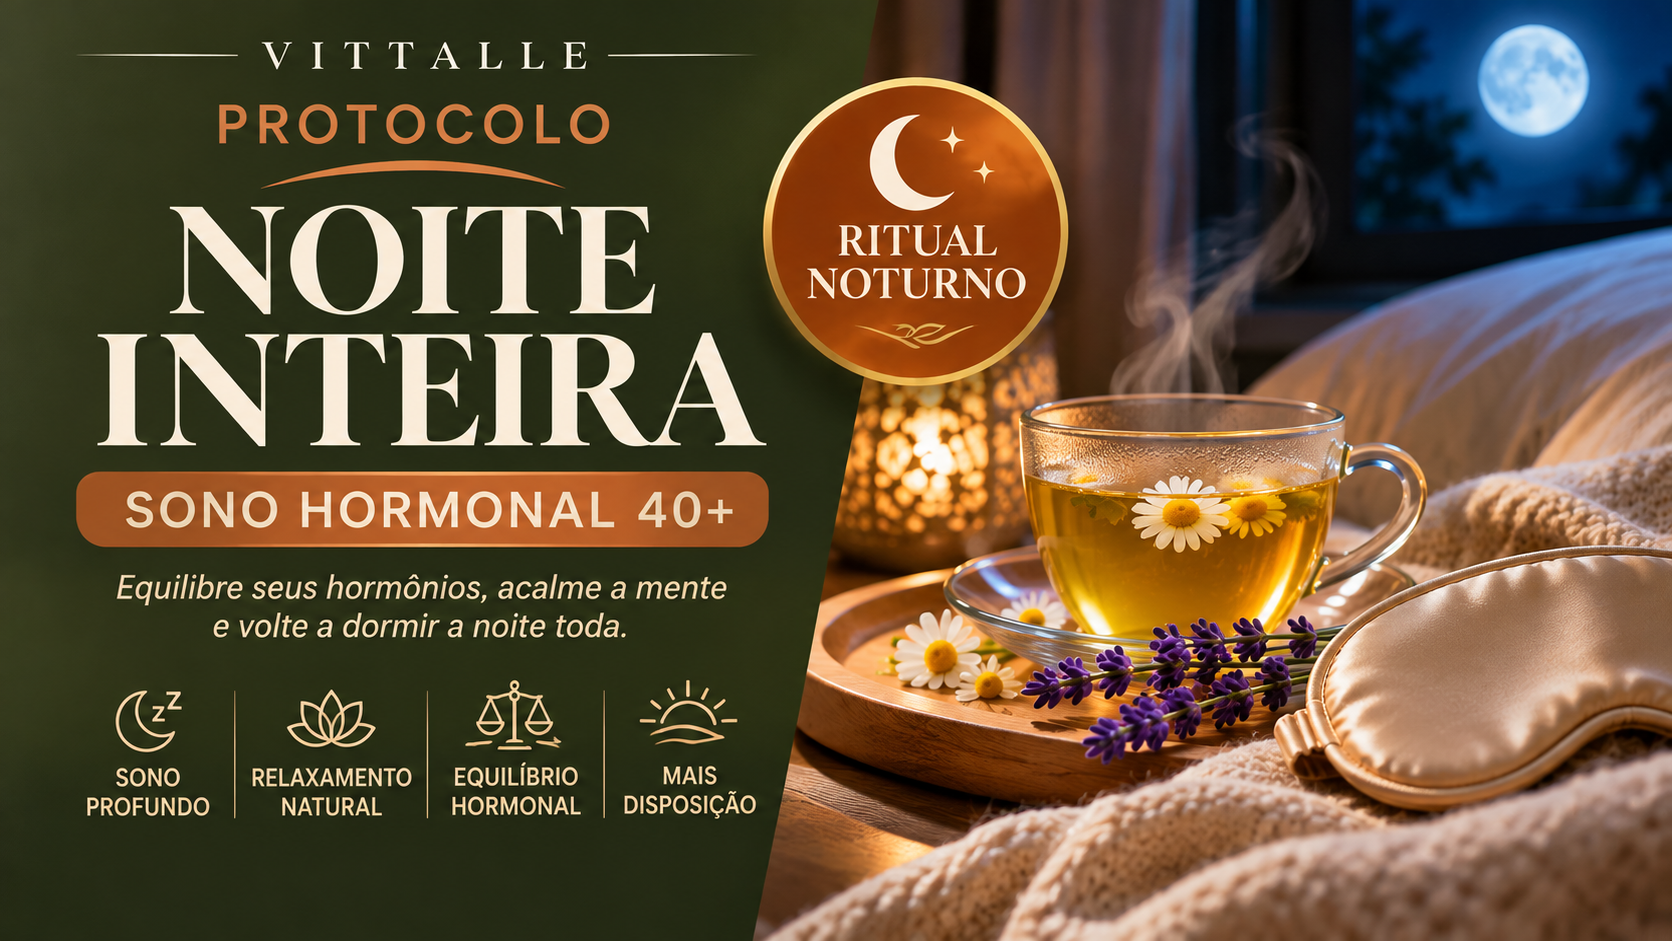 VITTALLE
PROTOCOLO
NOITE
INTEIRA
SONO HORMONAL 40+
Equilibre seus hormônios, acalme a mente
e volte a dormir a noite toda.
SONO
PROFUNDO
RELAXAMENTO
NATURAL
EQUILÍBRIO
HORMONAL
MAIS
DISPOSIÇÃO
RITUAL
NOTURNO